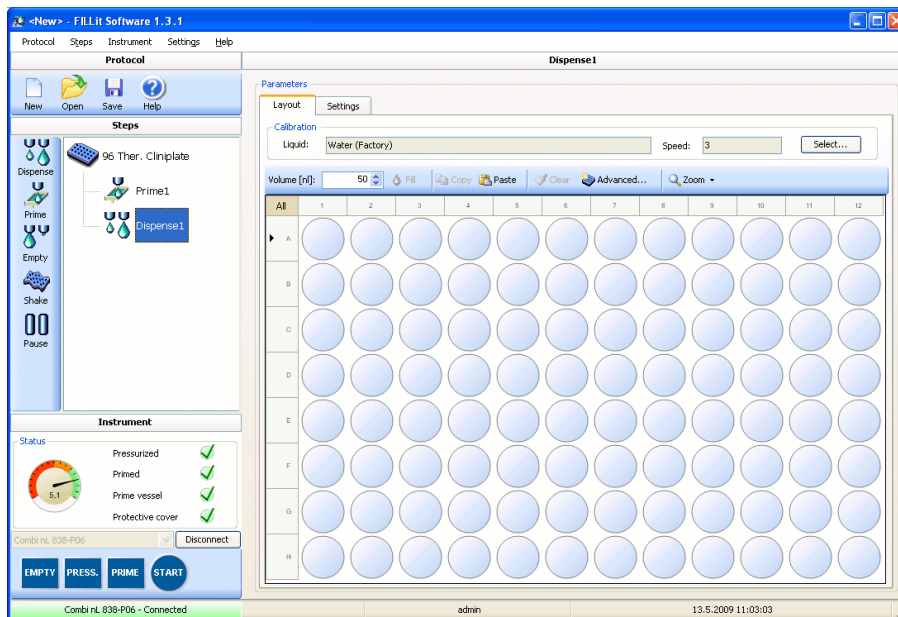 <New> - FILLit Software 1.3.1
Protocol Steps Instrument Settings Help
Protocol
Dispense1
New Open Save Help
Steps
Dispense
Prime
Empty
Shake
Pause
96 Ther. Cliniplate
Prime1
Dispense1
Instrument
Status
5,1
Pressurized
Primed
Prime vessel
Protective cover
Combi nL 838-P06
Disconnect
EMPTY PRESS. PRIME START
Parameters
Layout Settings
Calibration
Liquid: Water (Factory) Speed: 3 Select...
Volume [nl]: 50 Fill Copy Paste Clear Advanced... Zoom
All 1 2 3 4 5 6 7 8 9 10 11 12
A
B
C
D
E
F
G
H
Combi nL 838-P06 - Connected admin 13.5.2009 11:03:03